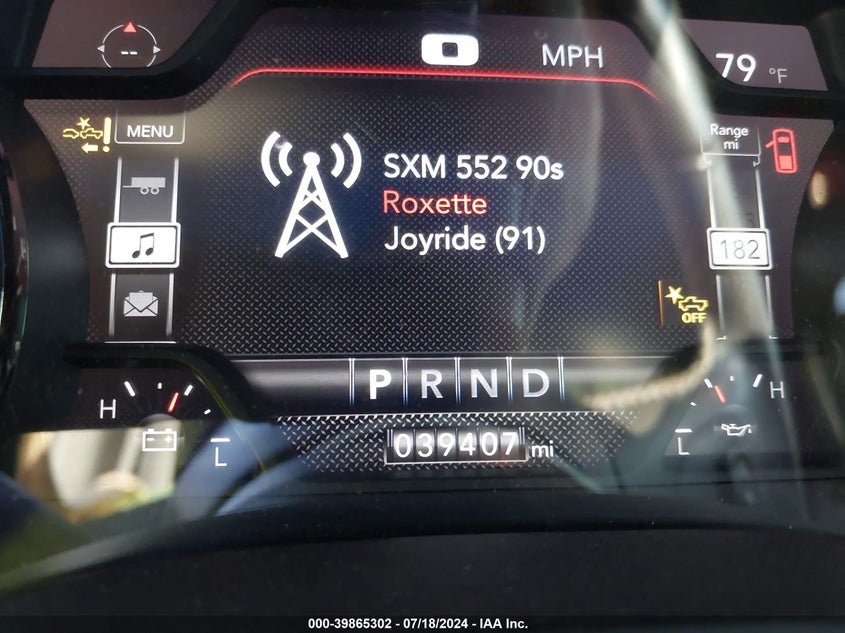 --
0 MPH
79 °F
MENU
Range
mi
SXM 552 90s
Roxette
Joyride (91)
182
OFF
P R N D
H
H
039407 mi
L
L
000-39865302 - 07/18/2024 - IAA Inc.